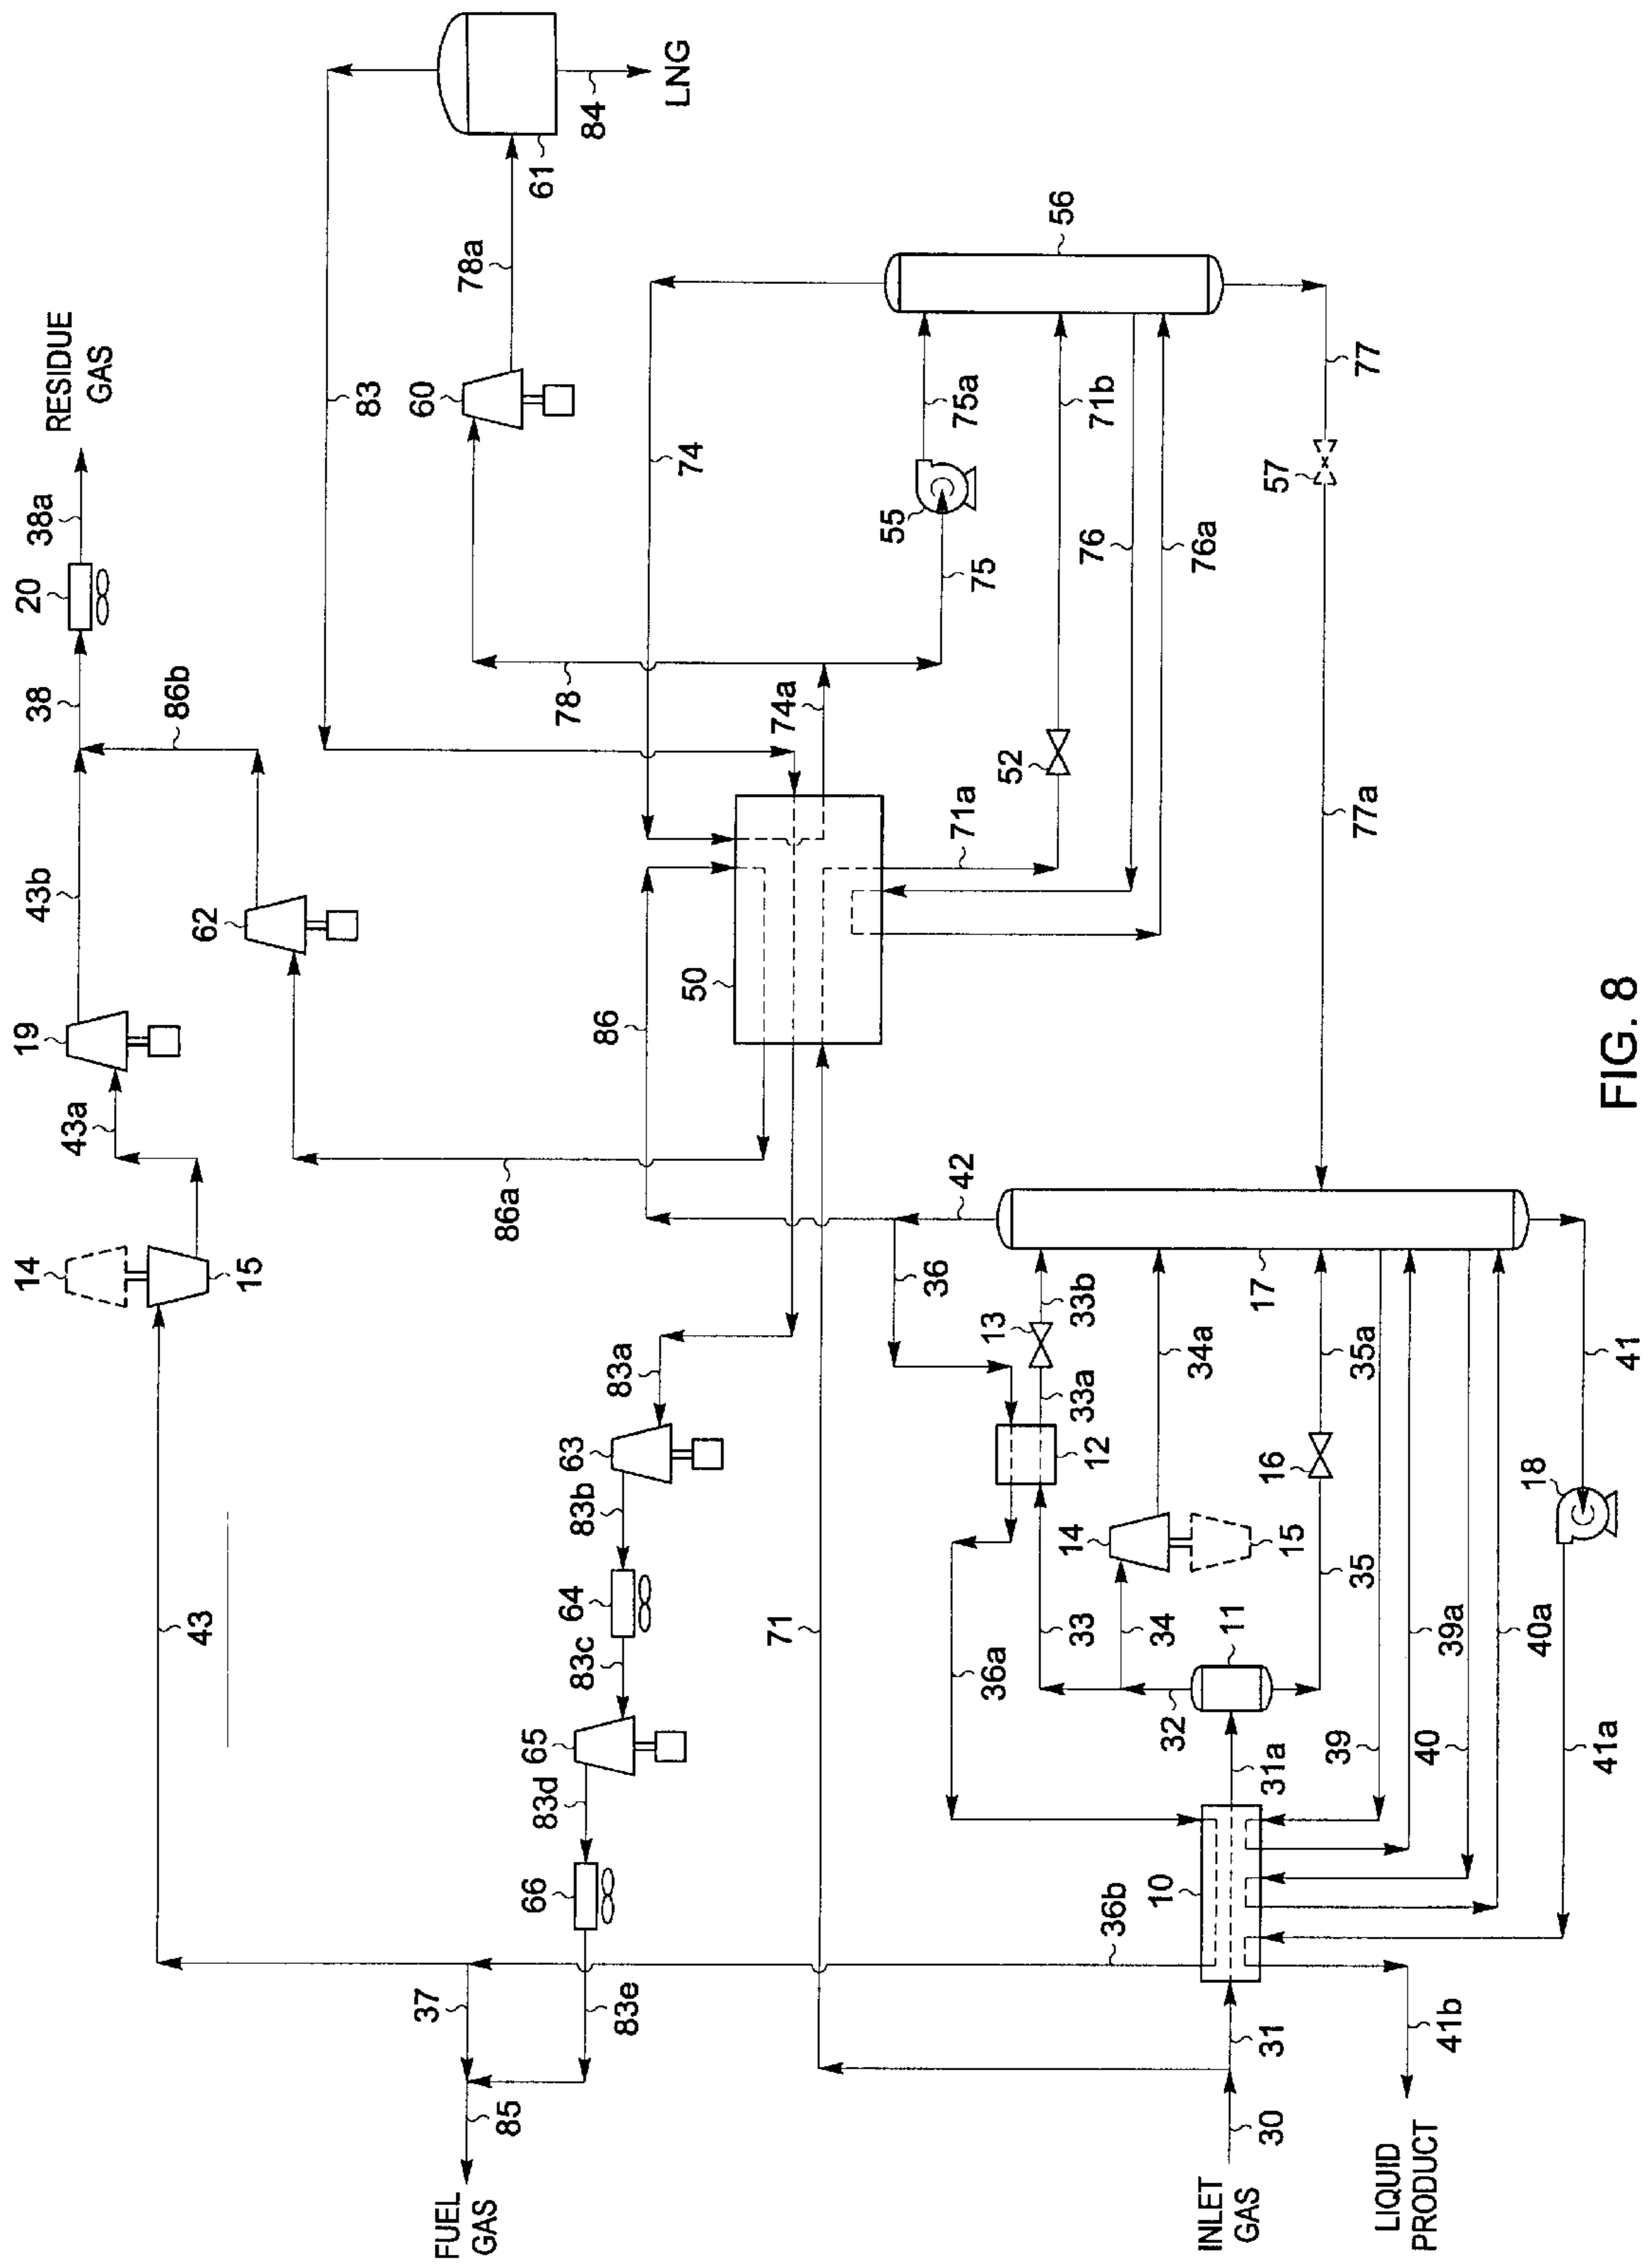 RESIDUE
GAS
38a
20
38
86b
43b
62
19
43a
14
15
43
83
78a
60
61
84
LNG
56
74
75a
71b
55
75
76
76a
77
57
78
74a
52
71a
77a
50
86
86a
42
36
13
33b
33a
12
34a
17
35a
41
16
18
14
15
33
34
35
11
32
36a
31a
39
39a
40
40a
41a
83a
63
83b
64
83c
65
83d
66
83e
71
37
85
FUEL
GAS
36b
10
31
30
INLET
GAS
41b
LIQUID
PRODUCT
FIG. 8